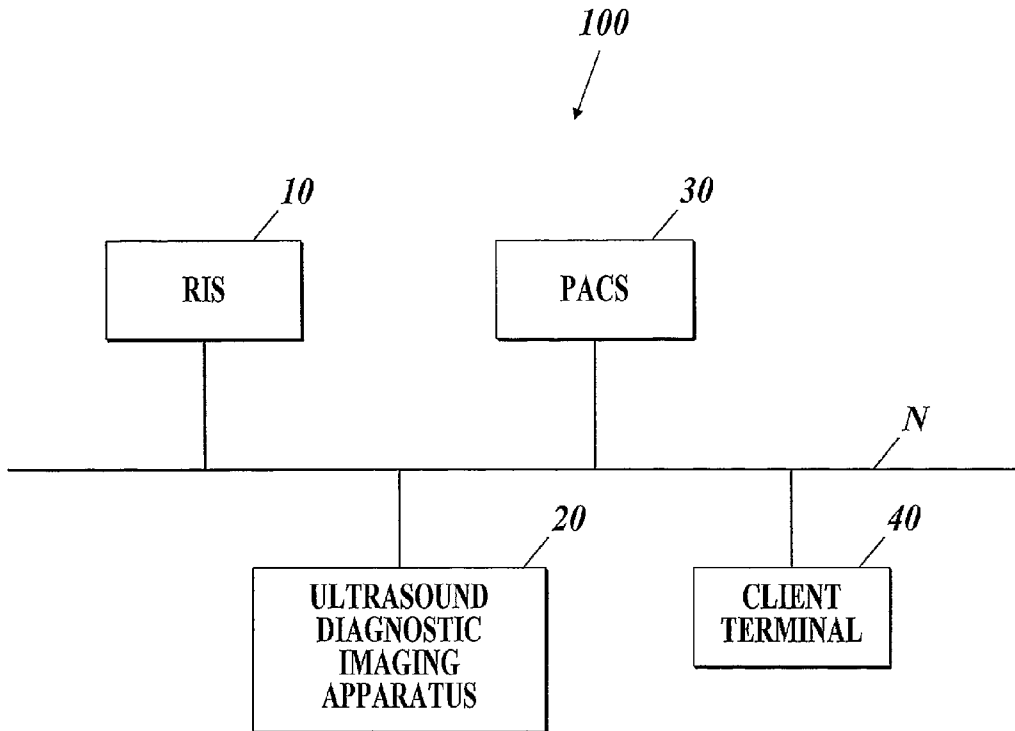 100
10
30
RIS
PACS
N
20
40
ULTRASOUND
DIAGNOSTIC
IMAGING
APPARATUS
CLIENT
TERMINAL